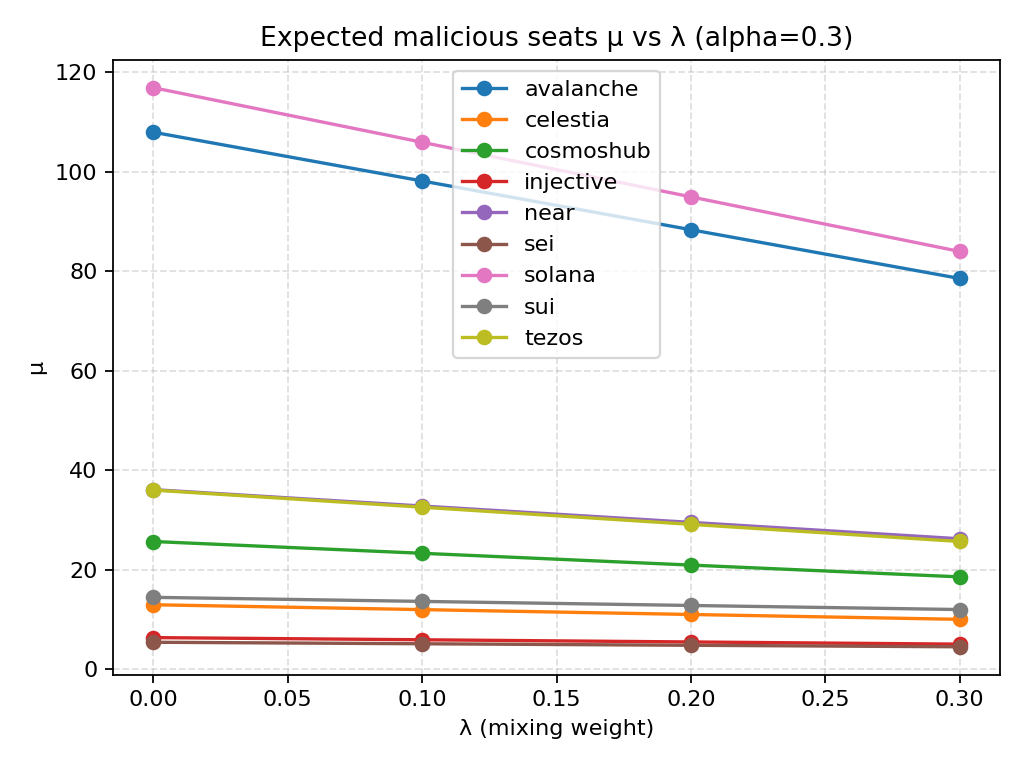 Expected malicious seats μ vs λ (alpha=0.3)
120
100
80
60
40
20
0
μ
avalanche
celestia
cosmoshub
injective
near
sei
solana
sui
tezos
0.00 0.05 0.10 0.15 0.20 0.25 0.30
λ (mixing weight)